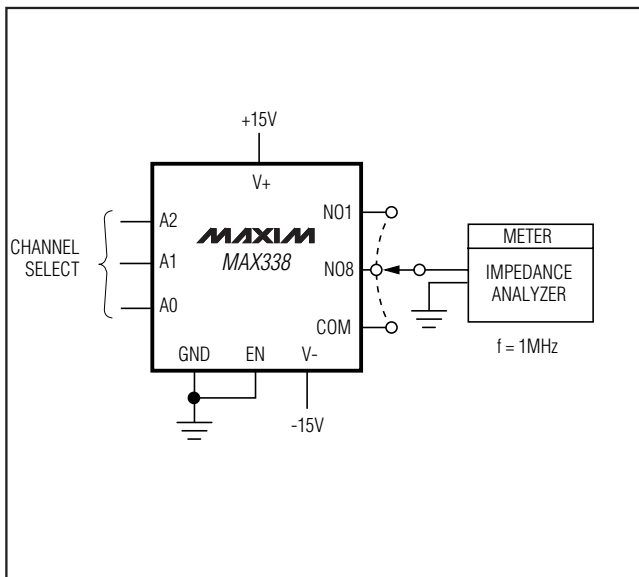 +15V
V+
A2
A1
A0
CHANNEL
SELECT
MAXIM
MAX338
NO1
NO8
COM
GND
EN
V-
-15V
METER
IMPEDANCE
ANALYZER
f = 1MHz